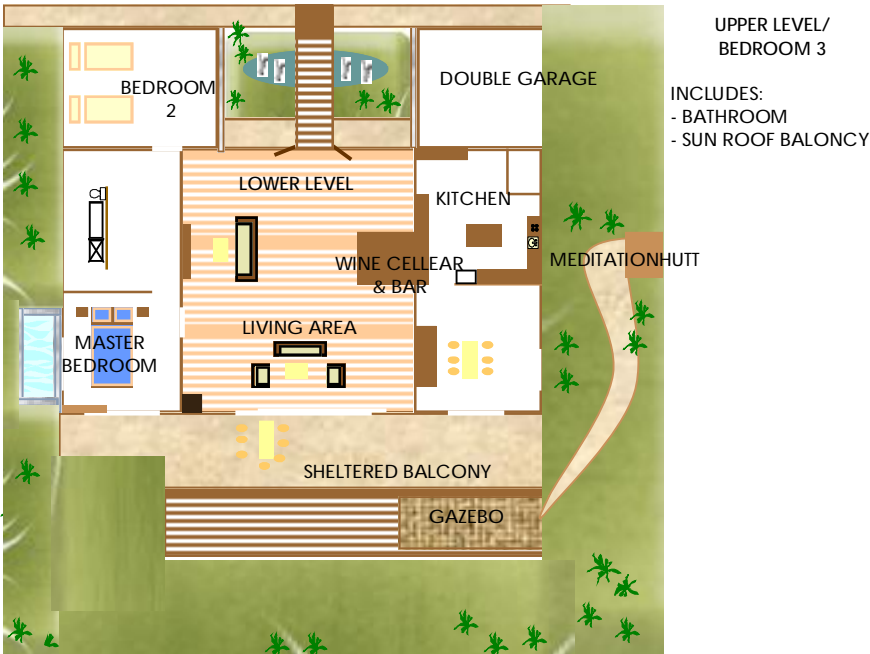 UPPER LEVEL/
BEDROOM 3
INCLUDES:
- BATHROOM
- SUN ROOF BALONCY
BEDROOM
2
DOUBLE GARAGE
LOWER LEVEL
KITCHEN
WINE CELLEAR
& BAR
MEDITATIONHUTT
LIVING AREA
MASTER
BEDROOM
SHELTERED BALCONY
GAZEBO